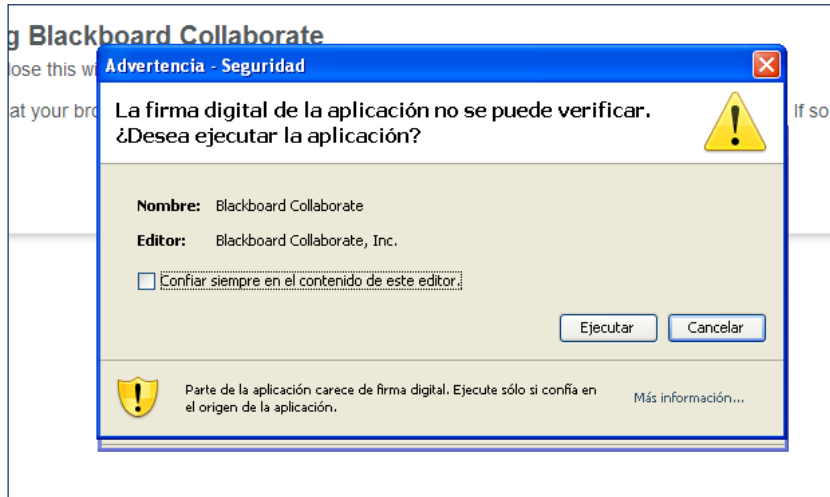 g Blackboard Collaborate
lose this wi
Advertencia - Seguridad
at your bro
If so
La firma digital de la aplicación no se puede verificar.
¿Desea ejecutar la aplicación?
Nombre: Blackboard Collaborate
Editor: Blackboard Collaborate, Inc.
Confiar siempre en el contenido de este editor.
Ejecutar Cancelar
Parte de la aplicación carece de firma digital. Ejecute sólo si confía en
el origen de la aplicación.
Más información...